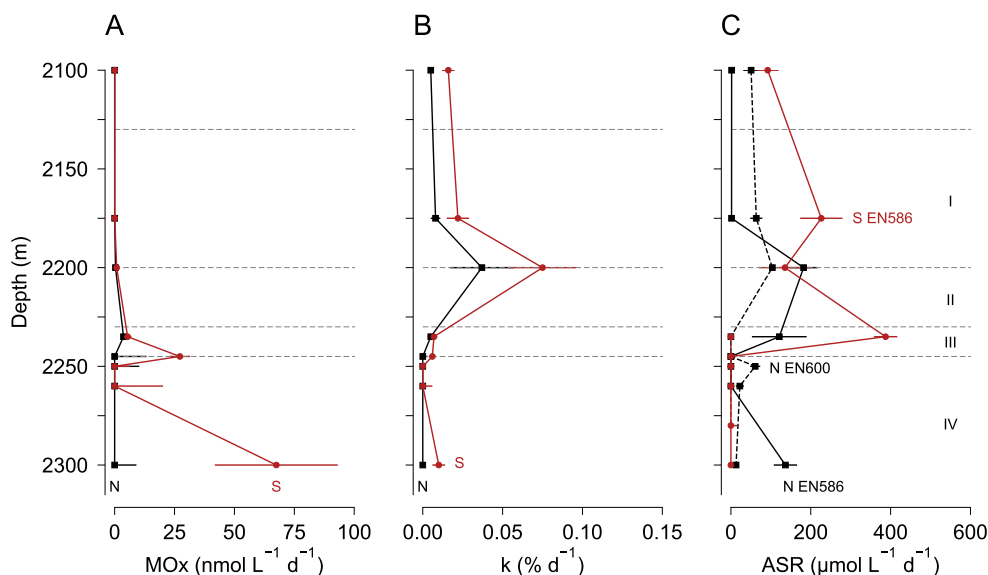 A
B
C
Depth (m)
2100
2150
2200
2250
2300
I
S EN586
II
III
N EN600
IV
N
S
N
S
N EN586
0
25
50
75
100
0.00
0.05
0.10
0.15
0
200
400
600
MOx (nmol L⁻¹ d⁻¹)
k (% d⁻¹)
ASR (µmol L⁻¹ d⁻¹)